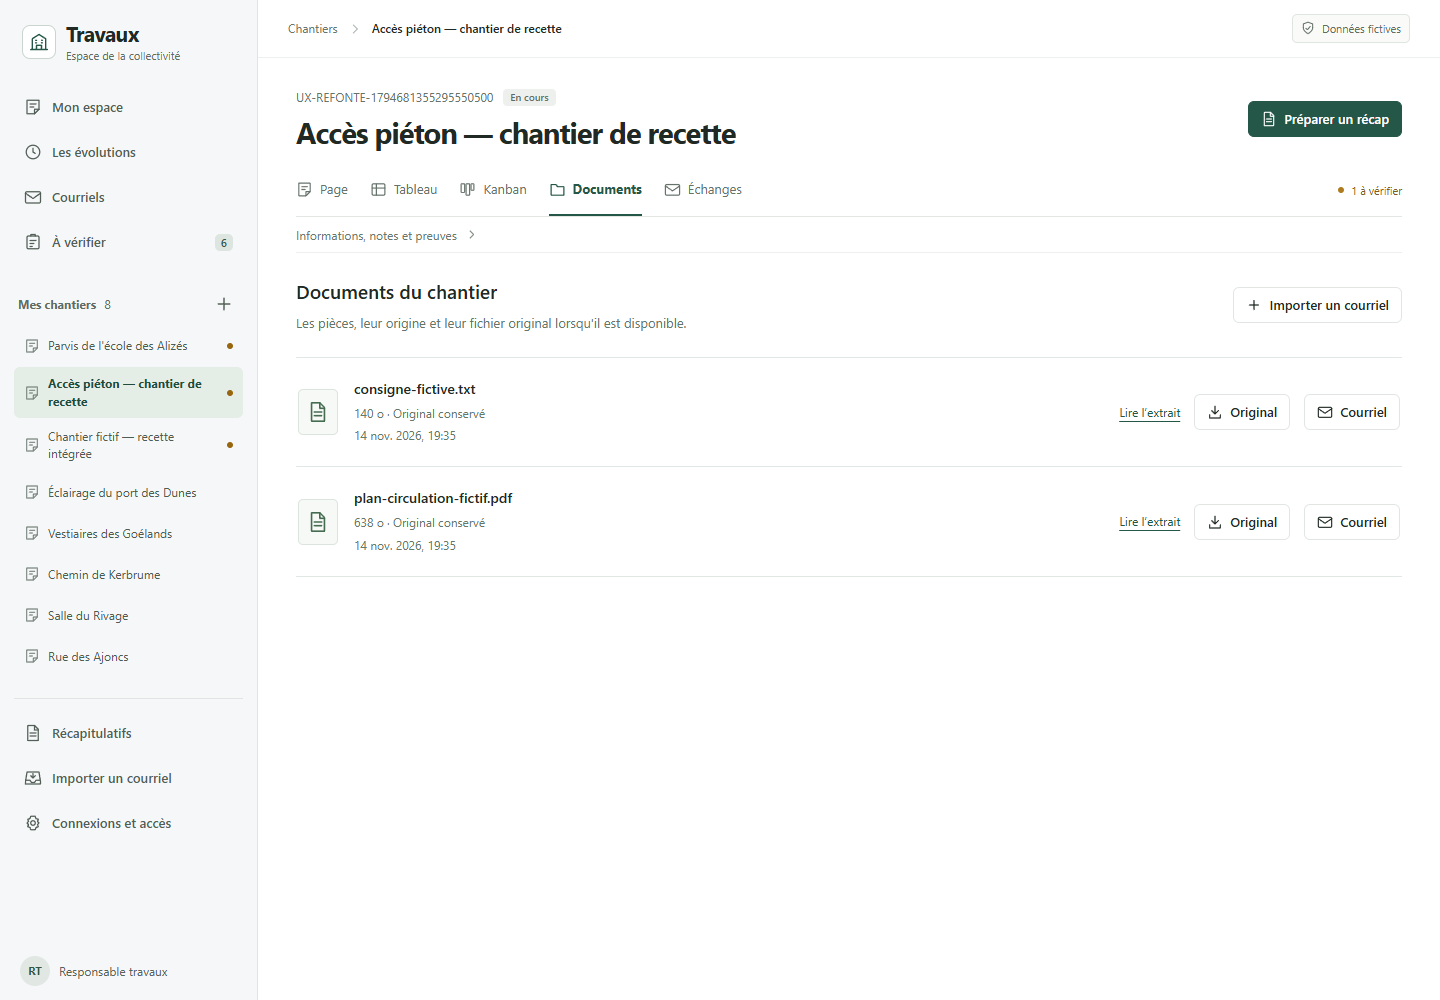 Travaux
Espace de la collectivité
Mon espace
Les évolutions
Courriels
À vérifier 6
Mes chantiers 8
Parvis de l'école des Alizés
Accès piéton — chantier de
recette
Chantier fictif — recette
intégrée
Éclairage du port des Dunes
Vestiaires des Goélands
Chemin de Kerbrume
Salle du Rivage
Rue des Ajoncs
Récapitulatifs
Importer un courriel
Connexions et accès
RT Responsable travaux
Chantiers Accès piéton — chantier de recette
Données fictives
UX-REFONTE-1794681355295550500 En cours
Accès piéton — chantier de recette
Préparer un récap
Page Tableau Kanban Documents Échanges
1 à vérifier
Informations, notes et preuves
Documents du chantier
Les pièces, leur origine et leur fichier original lorsqu'il est disponible.
Importer un courriel
consigne-fictive.txt
140 o · Original conservé
14 nov. 2026, 19:35
Lire l'extrait Original Courriel
plan-circulation-fictif.pdf
638 o · Original conservé
14 nov. 2026, 19:35
Lire l'extrait Original Courriel